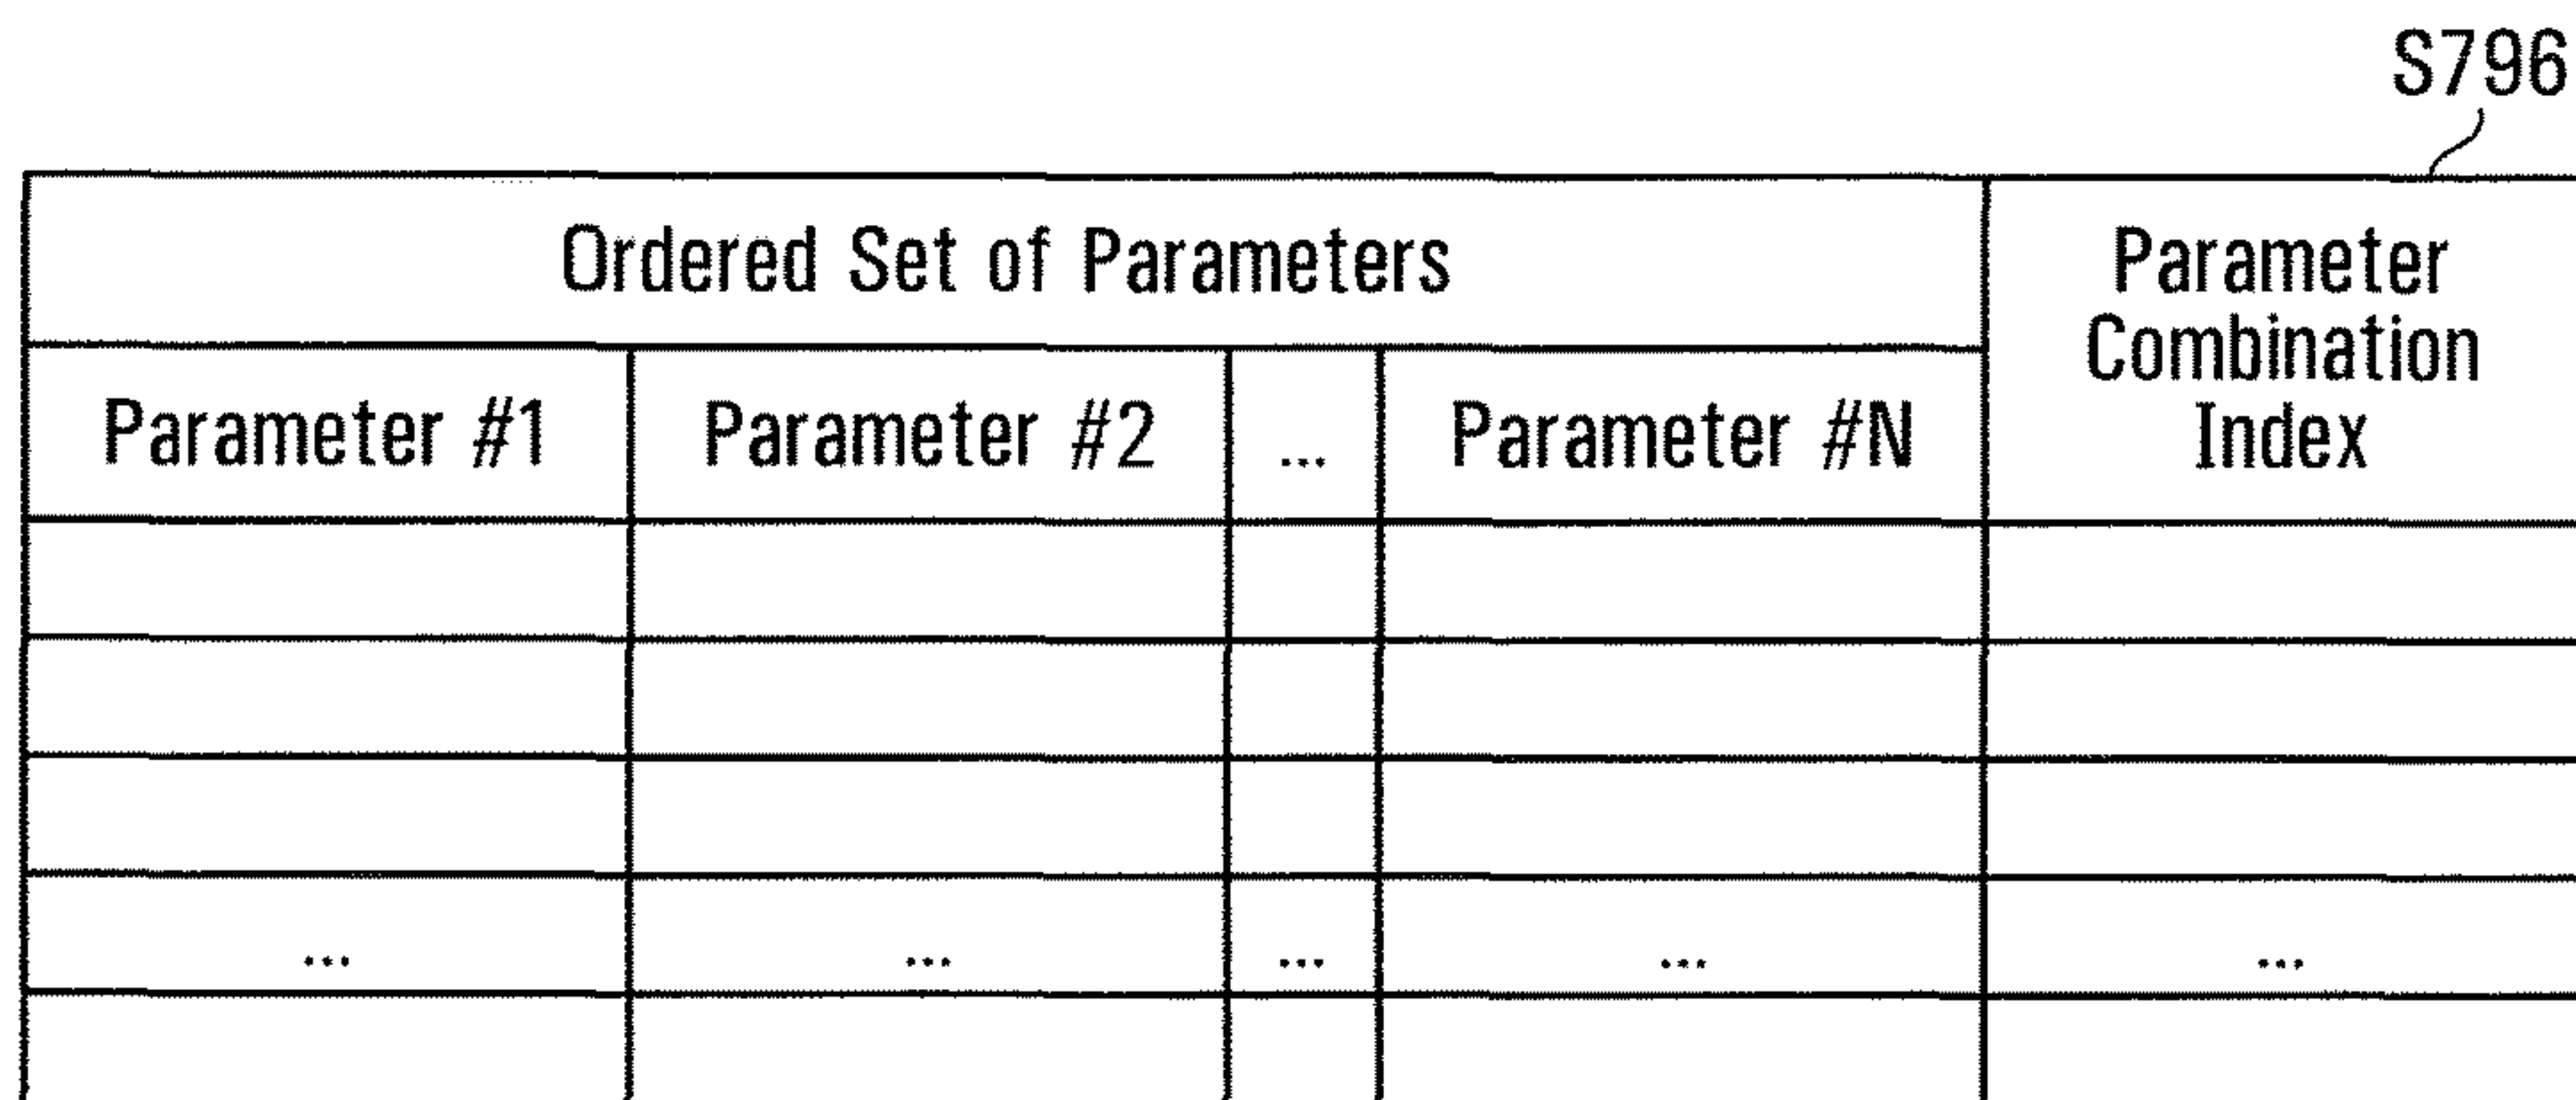 S796
Ordered Set of Parameters
Parameter
Combination
Index
Parameter #1 Parameter #2 ... Parameter #N
... ... ... ... ...